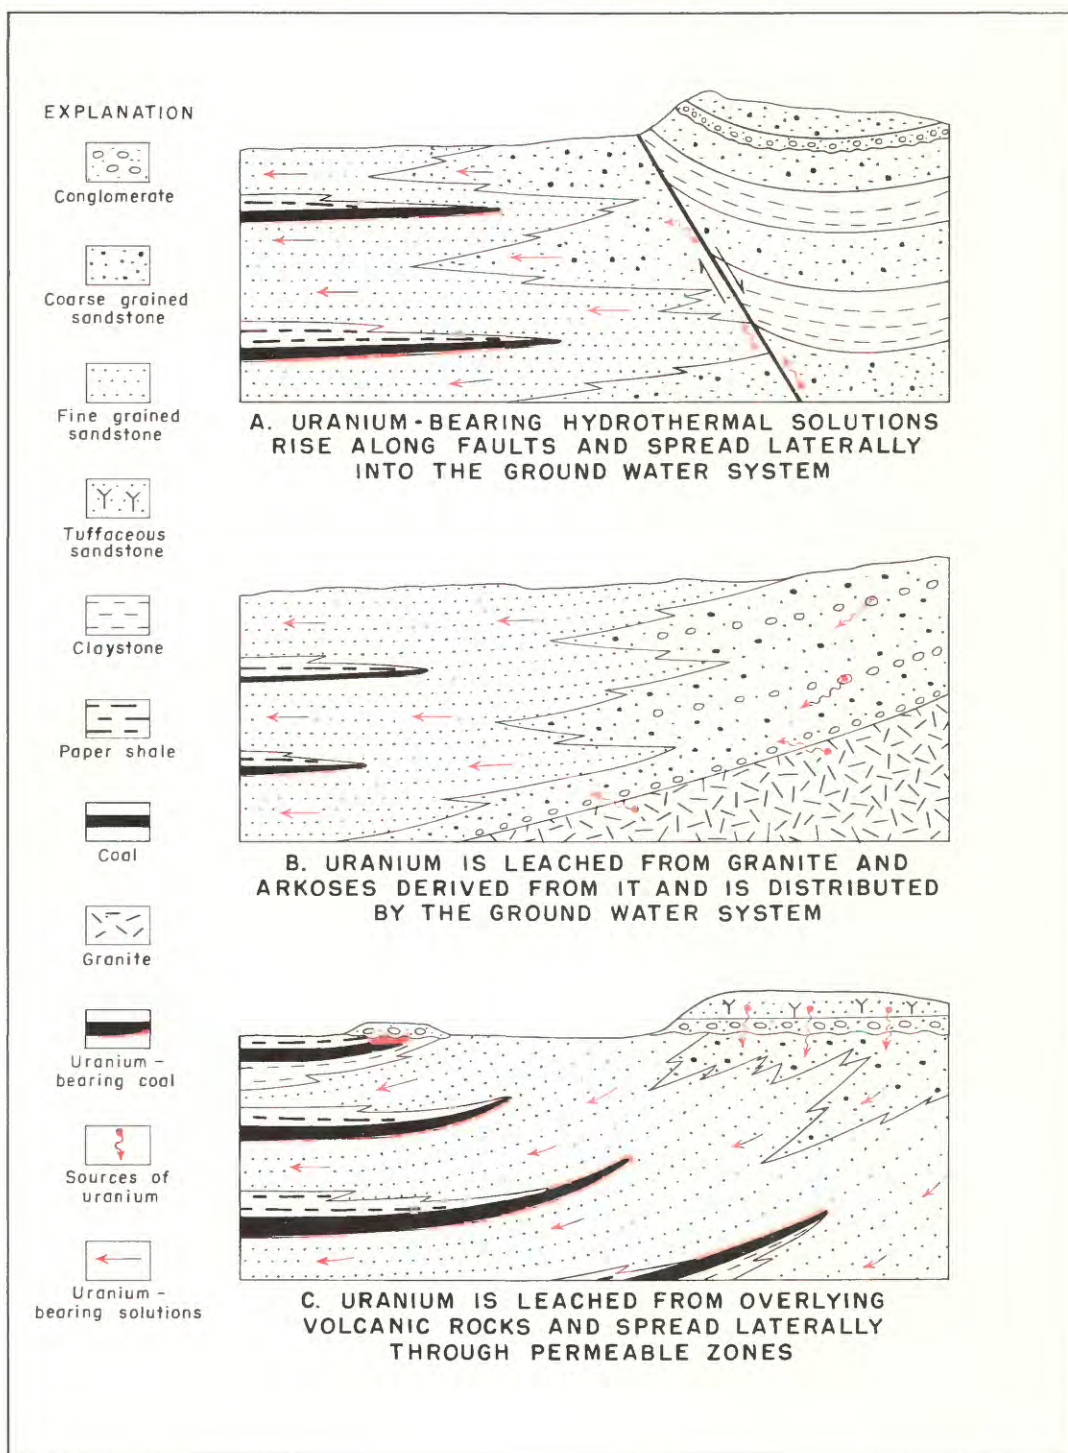 EXPLANATION
Conglomerate
Coarse grained
sandstone
Fine grained
sandstone
Tuffaceous
sandstone
Claystone
Paper shale
Coal
Granite
Uranium -
bearing coal
Sources of
uranium
Uranium -
bearing solutions
A. URANIUM - BEARING HYDROTHERMAL SOLUTIONS
RISE ALONG FAULTS AND SPREAD LATERALLY
INTO THE GROUND WATER SYSTEM
B. URANIUM IS LEACHED FROM GRANITE AND
ARKOSES DERIVED FROM IT AND IS DISTRIBUTED
BY THE GROUND WATER SYSTEM
C. URANIUM IS LEACHED FROM OVERLYING
VOLCANIC ROCKS AND SPREAD LATERALLY
THROUGH PERMEABLE ZONES